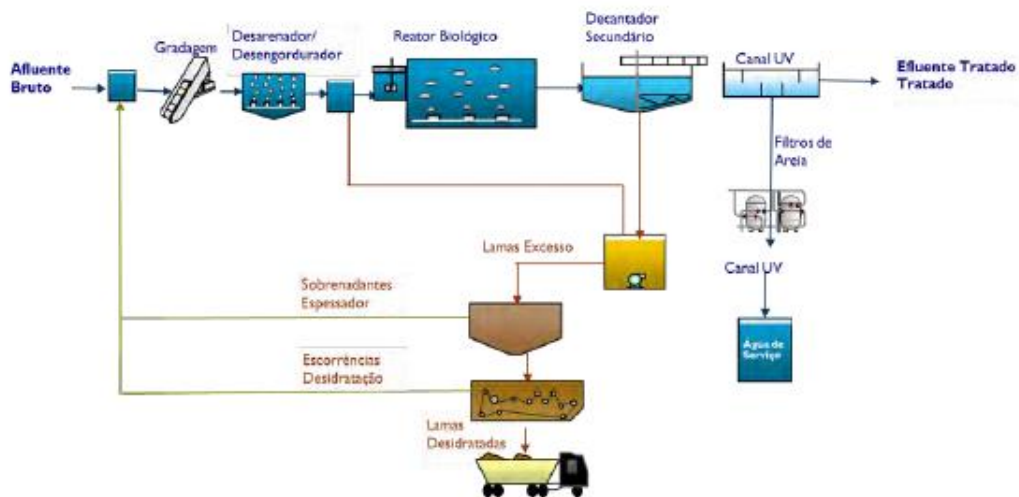 Decantador
Secundário
Desarenador/
Desengordurador
Reator Biológico
Gradagem
Canal UV
Afluente
Bruto
Efluente Tratado
Tratado
Filtros de
Areia
Lamas Excesso
Canal UV
Sobrenadantes
Espessador
Água de
Serviço
Escorrências
Desidratação
Lamas
Desidratadas